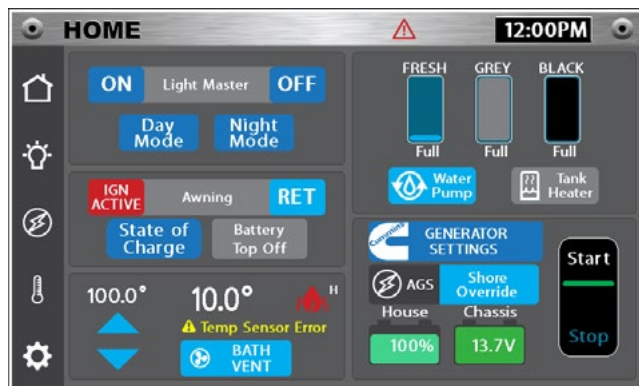 HOME
12:00PM
ON Light Master OFF
Day Mode
Night Mode
IGN ACTIVE
Awning
RET
State of Charge
Battery Top Off
100.0°
10.0°
H
Temp Sensor Error
BATH VENT
FRESH GREY BLACK
Full Full Full
Water Pump
Tank Heater
Cummins
GENERATOR SETTINGS
AGS
Shore Override
House Chassis
100% 13.7V
Start
Stop